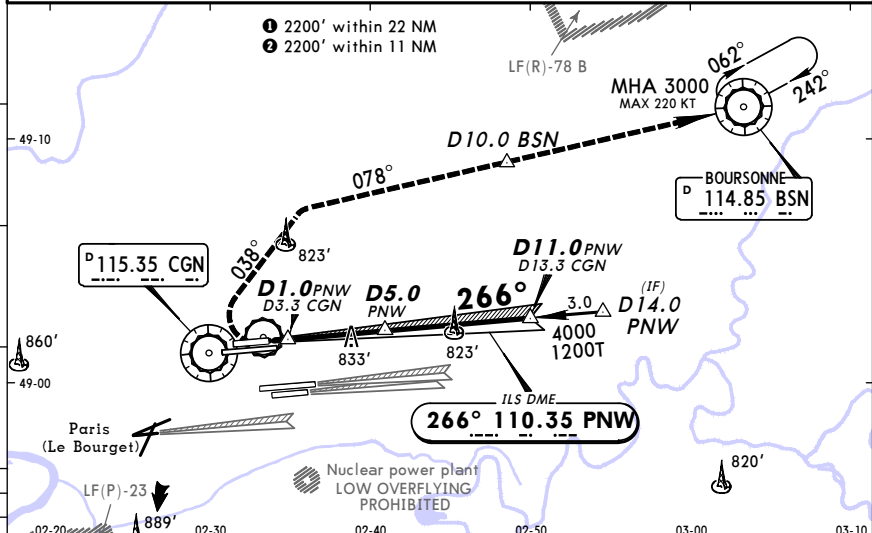 ❶ 2200' within 22 NM
❷ 2200' within 11 NM
LF(R)-78 B
062°
242°
MHA 3000
MAX 220 KT
49-10
D10.0 BSN
078°
BOURSONNE
D 114.85 BSN
823'
038°
D 115.35 CGN
D11.0 PNW
D13.3 CGN
D1.0 PNW
D3.3 CGN
D5.0
PNW
266°
3.0
(IF)
D14.0
PNW
4000
1200T
860'
833'
823'
49-00
ILS DME
266° 110.35 PNW
Paris
(Le Bourget)
Nuclear power plant
LOW OVERFLYING
PROHIBITED
820'
LF(P)-23
889'
02-20
02-30
02-40
02-50
03-00
03-10